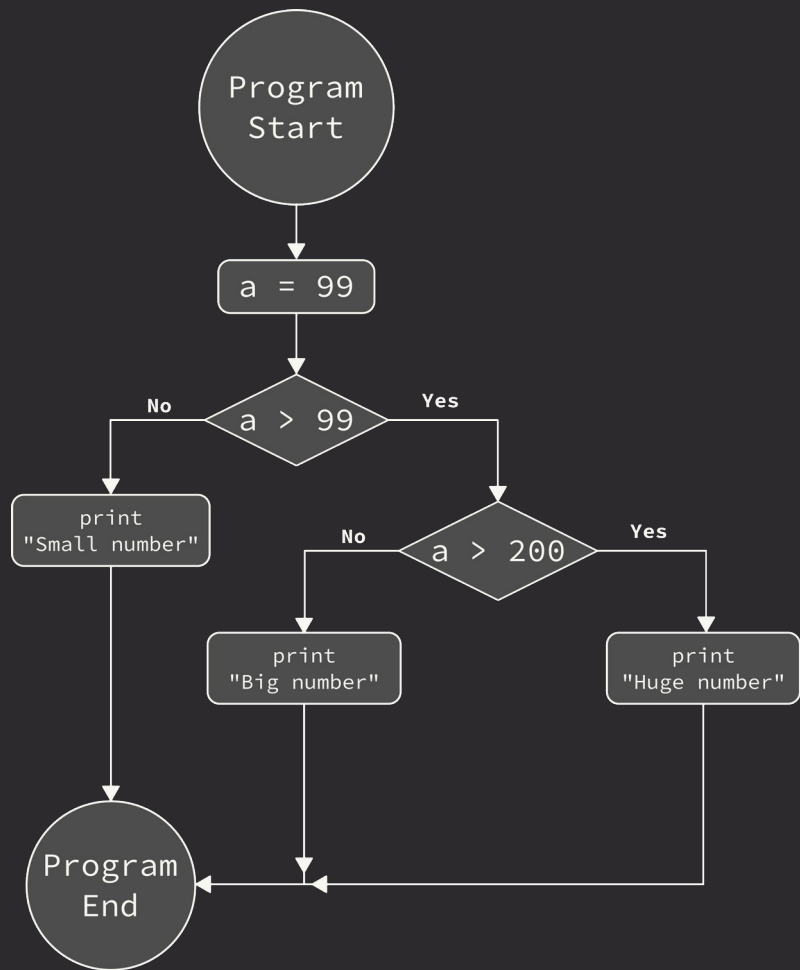 Program
Start
a = 99
a > 99
No
Yes
print
"Small number"
a > 200
No
Yes
print
"Big number"
print
"Huge number"
Program
End